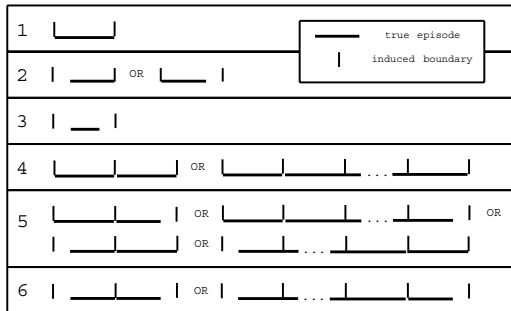 1
true episode
induced boundary
2 OR
3
4 OR ...
5 OR ... OR
OR ...
6 OR ...